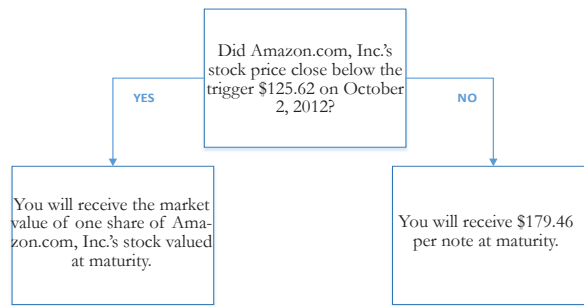 Did Amazon.com, Inc.'s
stock price close below the
trigger $125.62 on October
2, 2012?
YES
NO
You will receive the market
value of one share of Ama-
zon.com, Inc.'s stock valued
at maturity.
You will receive $179.46
per note at maturity.